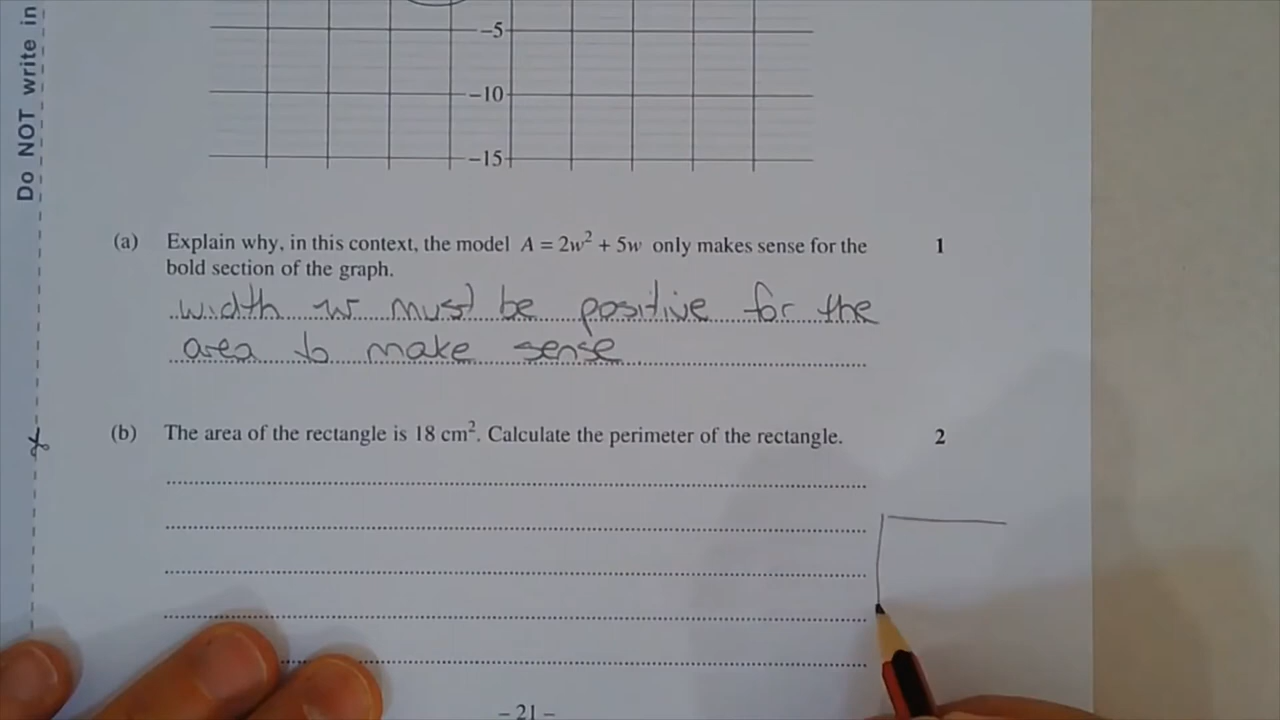 Do NOT write in
−5
−10
−15
(a) Explain why, in this context, the model A = 2w² + 5w only makes sense for the 1
bold section of the graph.
width w must be positive for the
area to make sense
(b) The area of the rectangle is 18 cm². Calculate the perimeter of the rectangle. 2
– 21 –